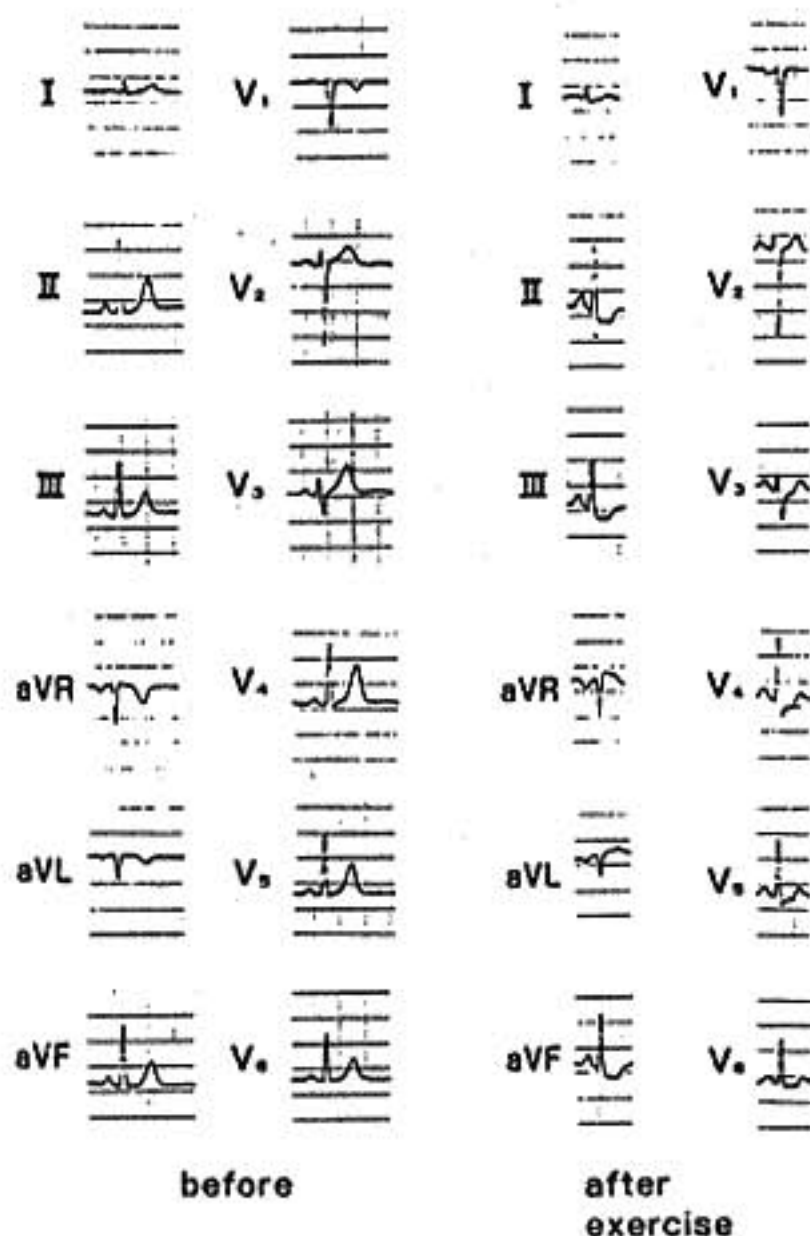 I V₁ I V₁
II V₂ II V₂
III V₃ III V₃
aVR V₄ aVR V₄
aVL V₅ aVL V₅
aVF V₆ aVF V₆
before after
exercise